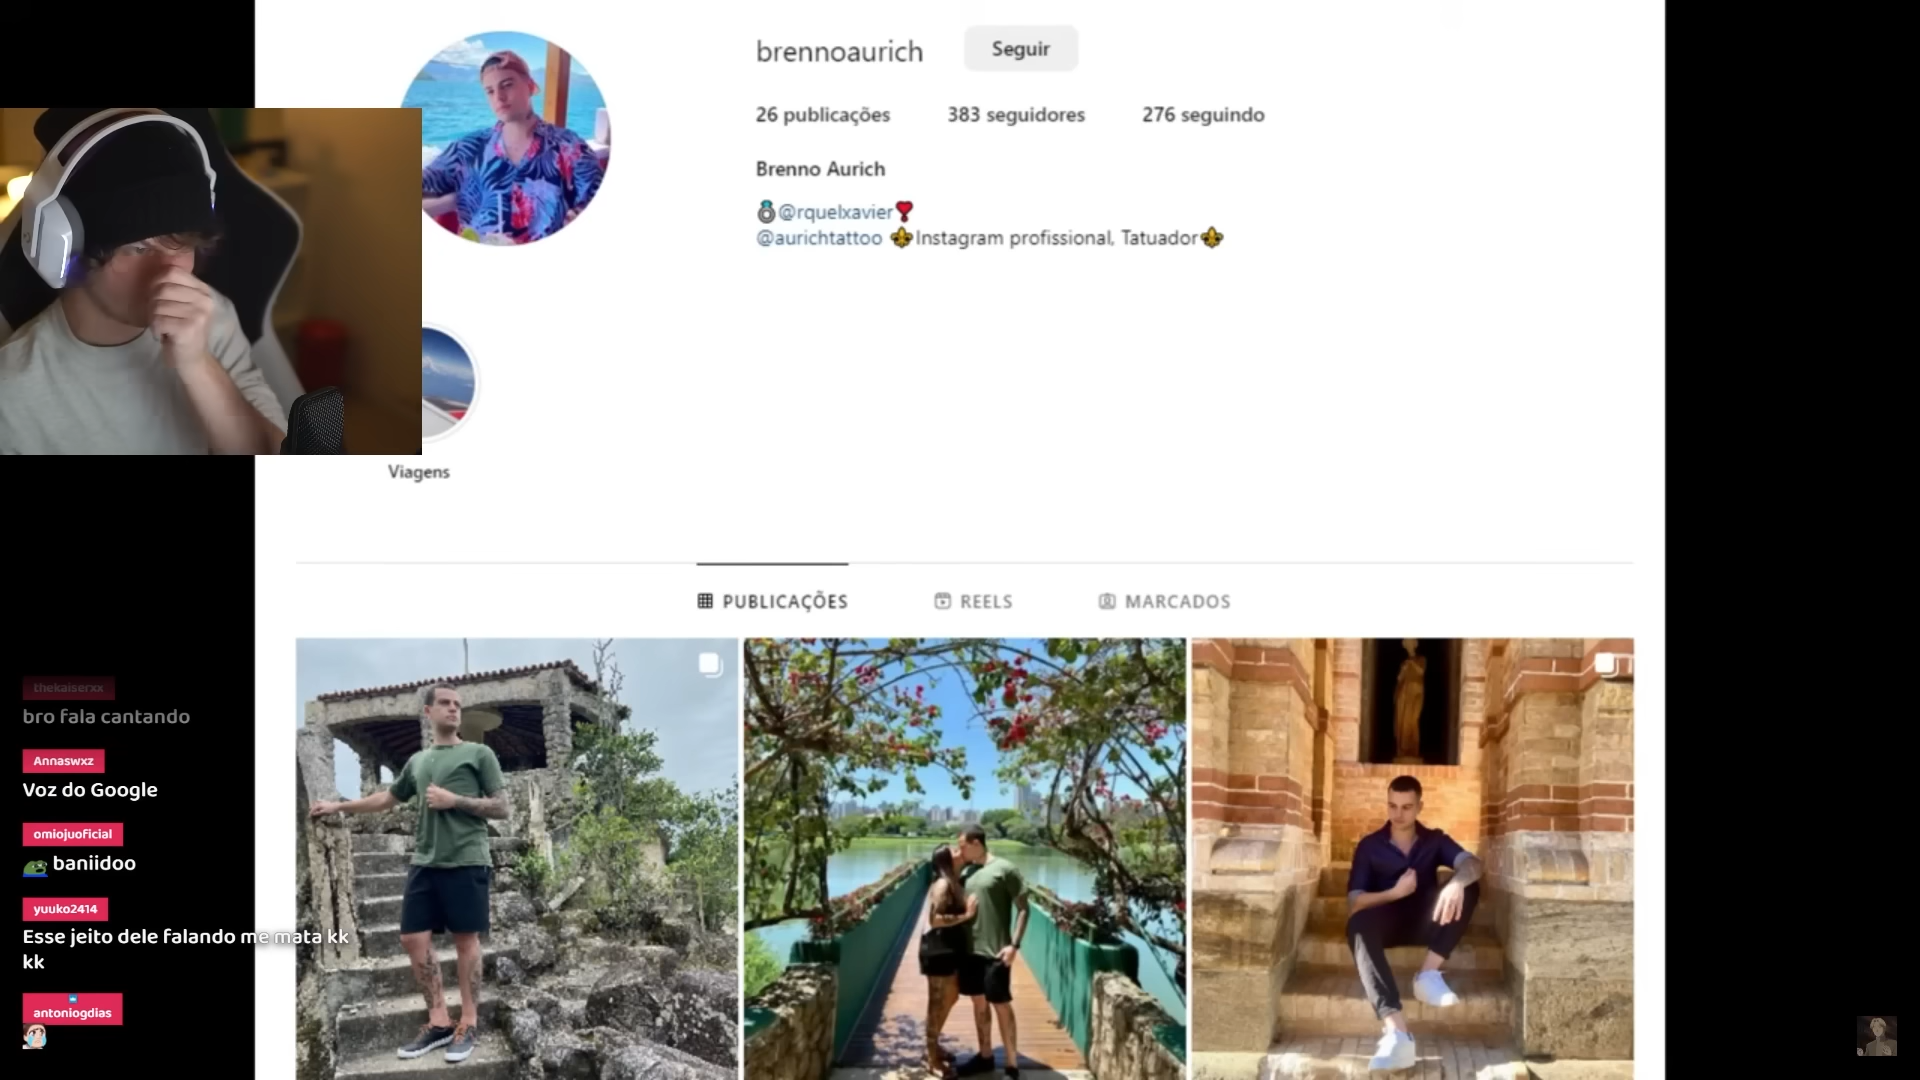 brennoaurich
Seguir
26 publicações
383 seguidores
276 seguindo
Brenno Aurich
@rquelxavier
@aurichtattoo ⚜Instagram profissional, Tatuador⚜
Viagens
PUBLICAÇÕES
REELS
MARCADOS
thekaiserxx
bro fala cantando
Annaswxz
Voz do Google
omiojuoficial
baniidoo
yuuko2414
Esse jeito dele falando me mata kk
kk
antoniogdias